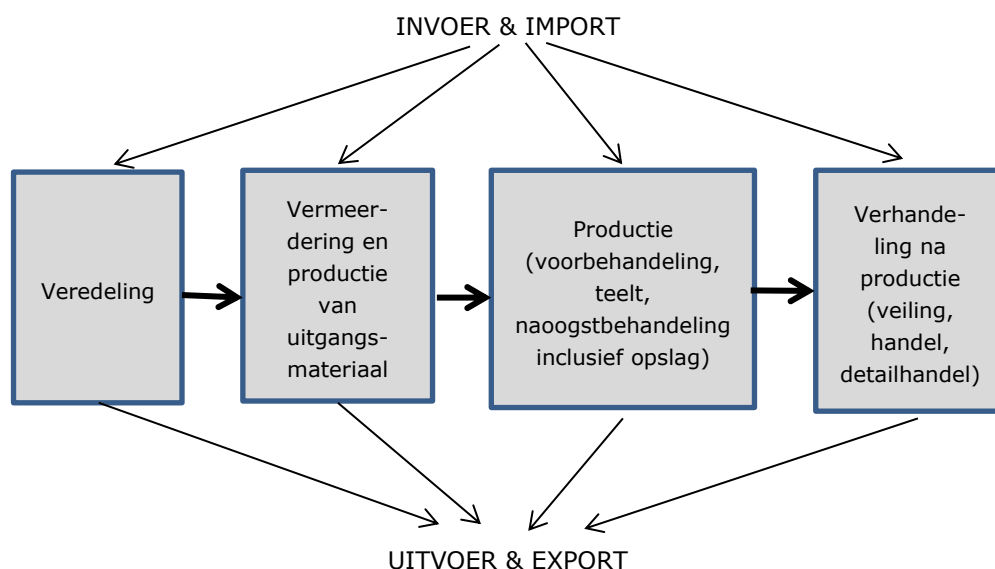 INVOER & IMPORT
Veredeling
Vermeer-
dering en
productie
van
uitgangs-
materiaal
Productie
(voorbehandeling,
teelt,
naoogstbehandeling
inclusief opslag)
Verhande-
ling na
productie
(veiling,
handel,
detailhandel)
UITVOER & EXPORT